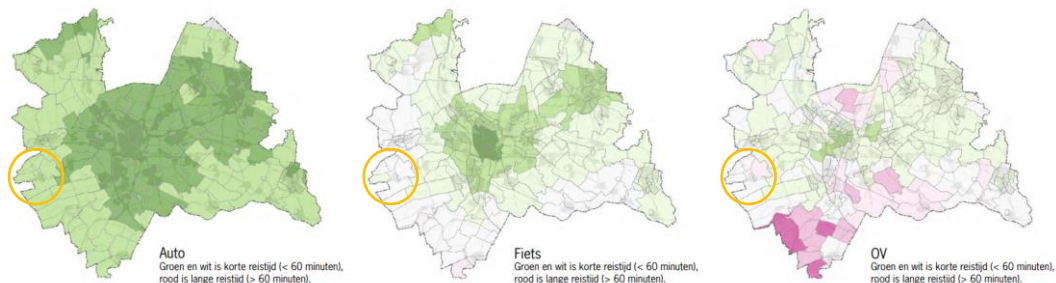 Auto
Groen en wit is korte reistijd (< 60 minuten),
rood is lange reistijd (> 60 minuten).
Fiets
Groen en wit is korte reistijd (< 60 minuten),
rood is lange reistijd (> 60 minuten).
OV
Groen en wit is korte reistijd (< 60 minuten),
rood is lange reistijd (> 60 minuten).